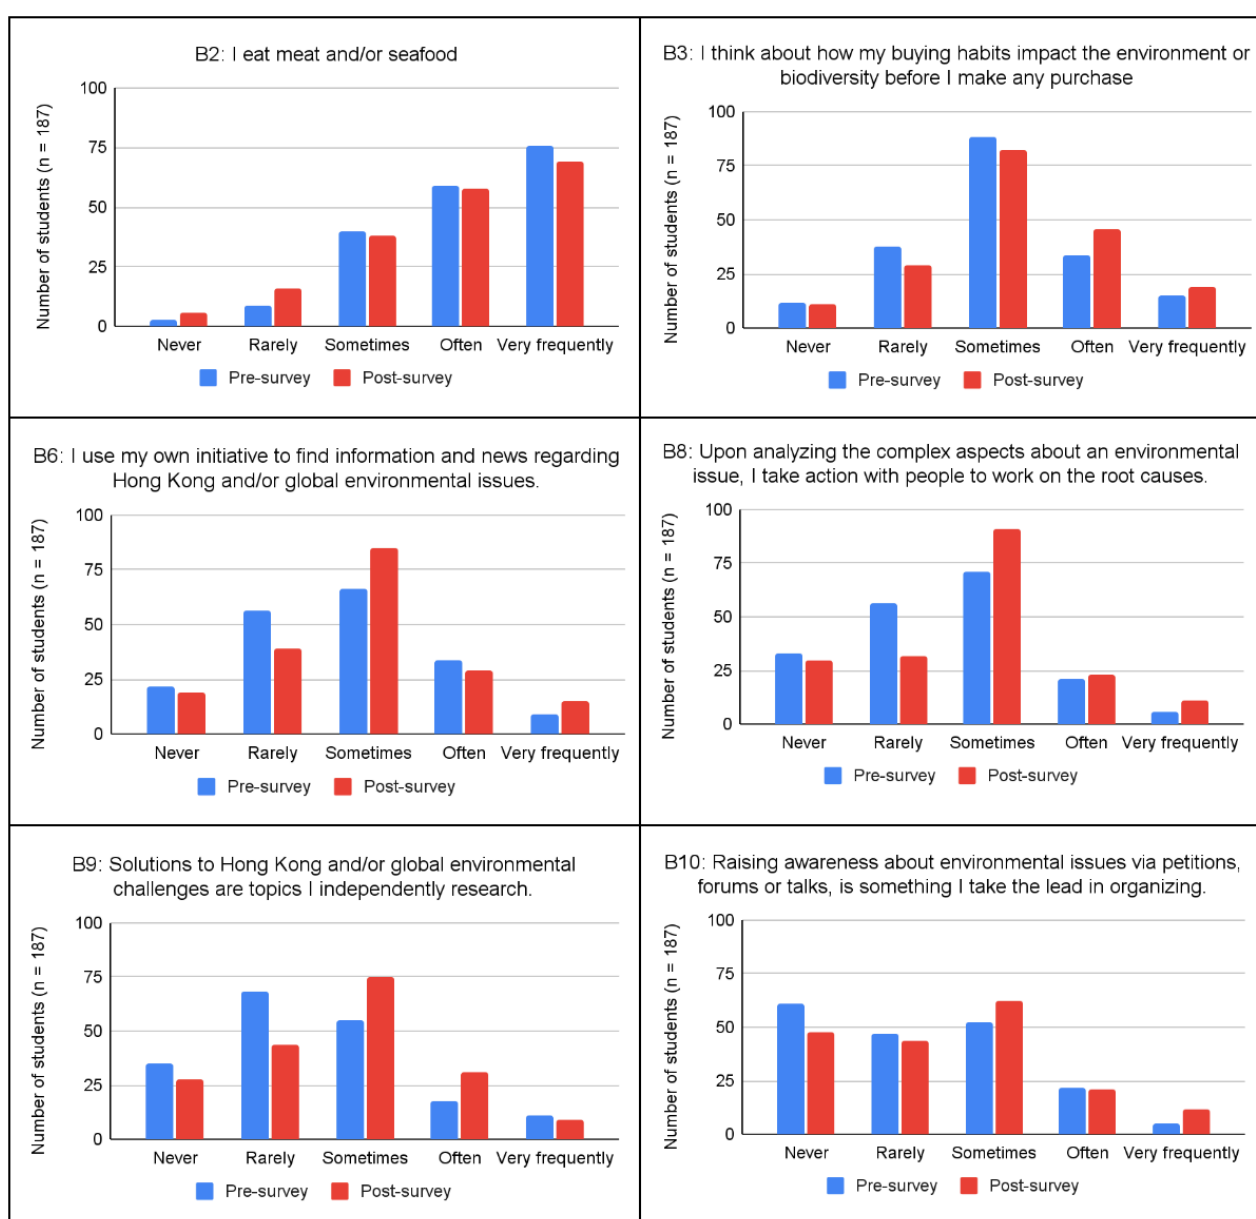 B2: I eat meat and/or seafood
Number of students (n = 187)
100
75
50
25
0
Never Rarely Sometimes Often Very frequently
Pre-survey Post-survey
B3: I think about how my buying habits impact the environment or
biodiversity before I make any purchase
Number of students (n = 187)
100
75
50
25
0
Never Rarely Sometimes Often Very frequently
Pre-survey Post-survey
B6: I use my own initiative to find information and news regarding
Hong Kong and/or global environmental issues.
Number of students (n = 187)
100
75
50
25
0
Never Rarely Sometimes Often Very frequently
Pre-survey Post-survey
B8: Upon analyzing the complex aspects about an environmental
issue, I take action with people to work on the root causes.
Number of students (n = 187)
100
75
50
25
0
Never Rarely Sometimes Often Very frequently
Pre-survey Post-survey
B9: Solutions to Hong Kong and/or global environmental
challenges are topics I independently research.
Number of students (n = 187)
100
75
50
25
0
Never Rarely Sometimes Often Very frequently
Pre-survey Post-survey
B10: Raising awareness about environmental issues via petitions,
forums or talks, is something I take the lead in organizing.
Number of students (n = 187)
100
75
50
25
0
Never Rarely Sometimes Often Very frequently
Pre-survey Post-survey